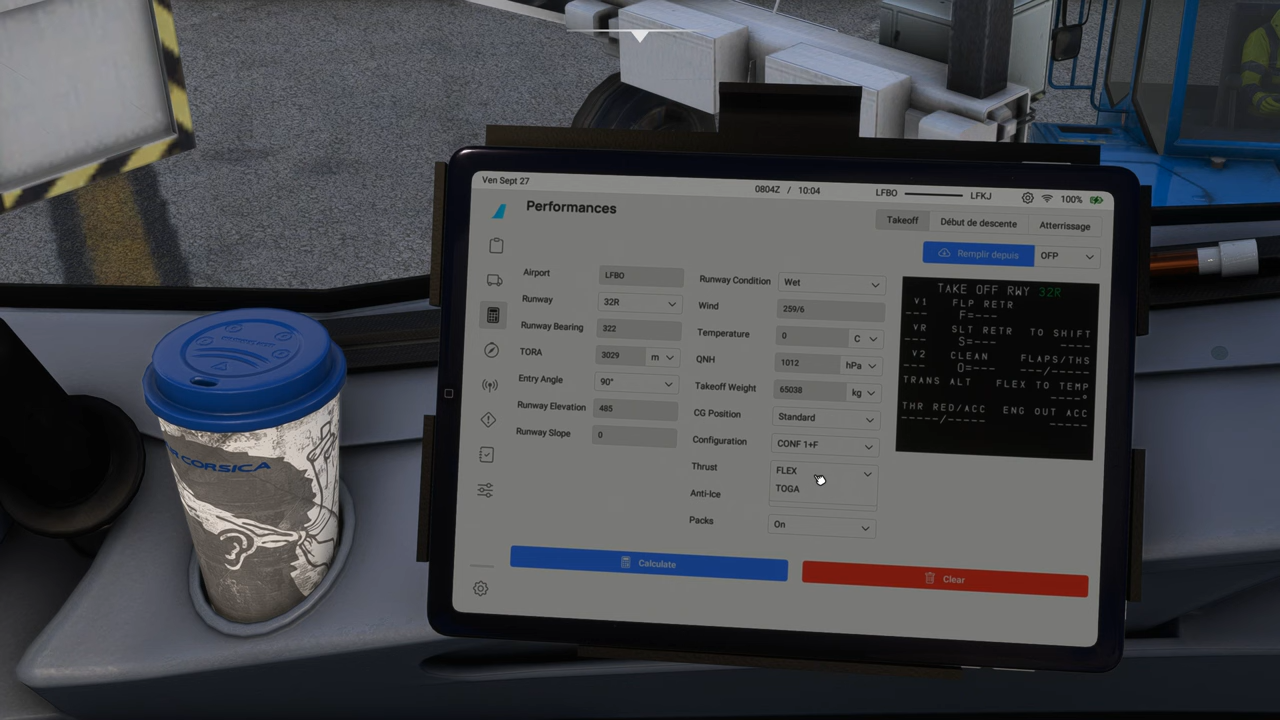 Ven Sept 27
0804Z / 10:04
LFBO
LFKJ
100%
Performances
Takeoff
Début de descente
Atterrissage
Remplir depuis
OFP
Airport
LFBO
Runway
32R
Runway Bearing
322
TORA
3029
m
Entry Angle
90°
Runway Elevation
485
Runway Slope
0
Runway Condition
Wet
Wind
259/6
Temperature
0
C
QNH
1012
hPa
Takeoff Weight
65038
kg
CG Position
Standard
Configuration
CONF 1+F
Thrust
FLEX
TOGA
Anti-Ice
Packs
On
TAKE OFF RWY 32R
V1 FLP RETR
--- F=---
VR SLT RETR TO SHIFT
--- S=--- ----
V2 CLEAN FLAPS/THS
--- O=--- ---/-----
TRANS ALT FLEX TO TEMP
---- ----°
THR RED/ACC ENG OUT ACC
-----/----- -----
Calculate
Clear
R CORSICA